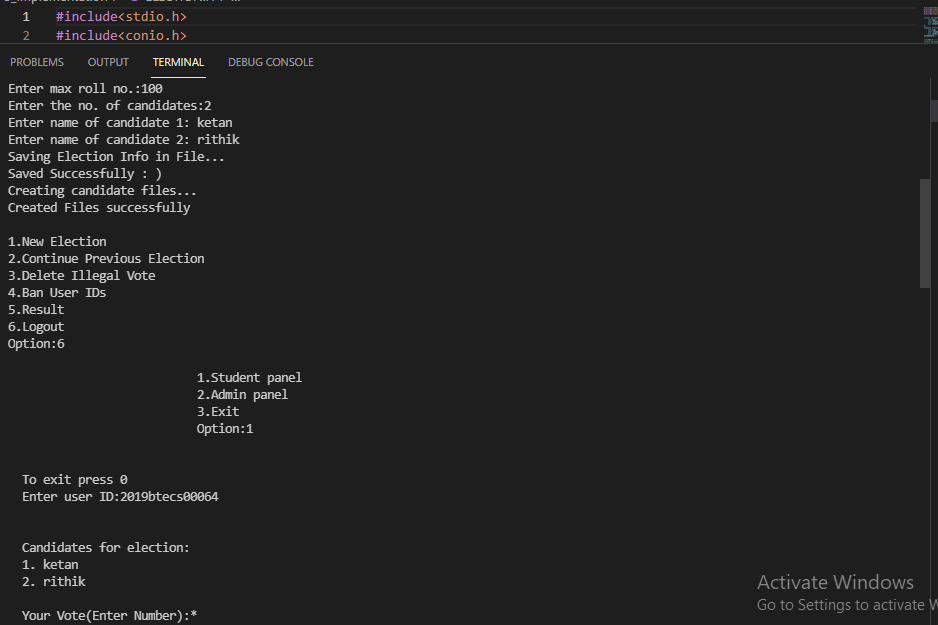 1 #include<stdio.h>
2 #include<conio.h>
PROBLEMS OUTPUT TERMINAL DEBUG CONSOLE
Enter max roll no.:100
Enter the no. of candidates:2
Enter name of candidate 1: ketan
Enter name of candidate 2: rithik
Saving Election Info in File...
Saved Successfully : )
Creating candidate files...
Created Files successfully
1.New Election
2.Continue Previous Election
3.Delete Illegal Vote
4.Ban User IDs
5.Result
6.Logout
Option:6
1.Student panel
2.Admin panel
3.Exit
Option:1
To exit press 0
Enter user ID:2019btecs00064
Candidates for election:
1. ketan
2. rithik
Your Vote(Enter Number):*
Activate Windows
Go to Settings to activate W